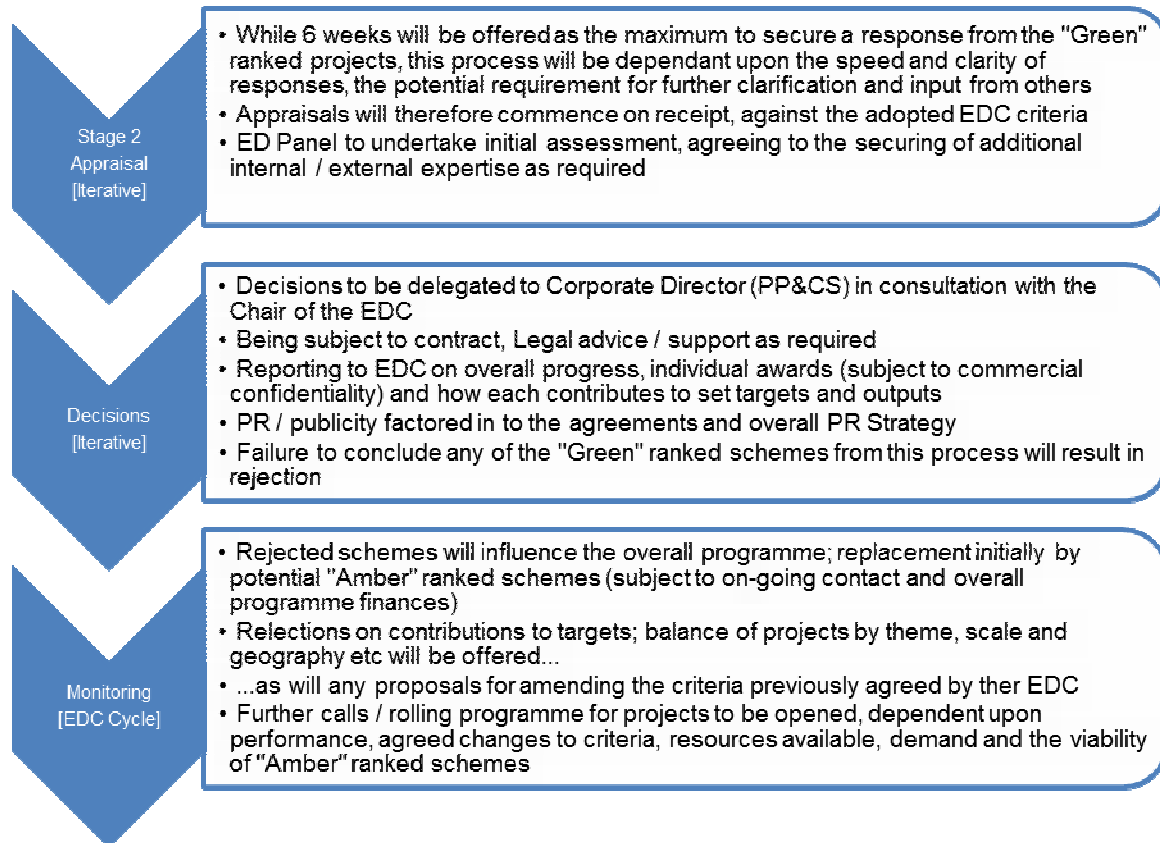 Stage 2
Appraisal
[Iterative]
• While 6 weeks will be offered as the maximum to secure a response from the "Green"
ranked projects, this process will be dependant upon the speed and clarity of
responses, the potential requirement for further clarification and input from others
• Appraisals will therefore commence on receipt, against the adopted EDC criteria
• ED Panel to undertake initial assessment, agreeing to the securing of additional
internal / external expertise as required
Decisions
[Iterative]
• Decisions to be delegated to Corporate Director (PP&CS) in consultation with the
Chair of the EDC
• Being subject to contract, Legal advice / support as required
• Reporting to EDC on overall progress, individual awards (subject to commercial
confidentiality) and how each contributes to set targets and outputs
• PR / publicity factored in to the agreements and overall PR Strategy
• Failure to conclude any of the "Green" ranked schemes from this process will result in
rejection
Monitoring
[EDC Cycle]
• Rejected schemes will influence the overall programme; replacement initially by
potential "Amber" ranked schemes (subject to on-going contact and overall
programme finances)
• Relections on contributions to targets; balance of projects by theme, scale and
geography etc will be offered...
• ...as will any proposals for amending the criteria previously agreed by ther EDC
• Further calls / rolling programme for projects to be opened, dependent upon
performance, agreed changes to criteria, resources available, demand and the viability
of "Amber" ranked schemes